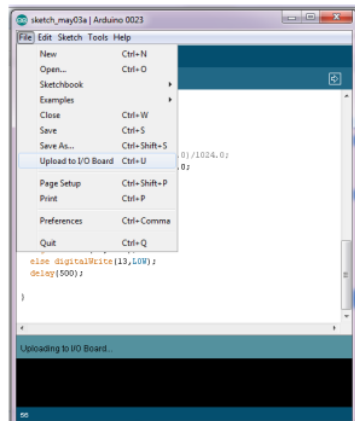 sketch_may03a | Arduino 0023
File Edit Sketch Tools Help
New Ctrl+N
Open... Ctrl+O
Sketchbook
Examples
Close Ctrl+W
Save Ctrl+S
Save As... Ctrl+Shift+S
.0)/1024.0;
Upload to I/O Board Ctrl+U
.0;
Page Setup Ctrl+Shift+P
Print Ctrl+P
Preferences Ctrl+Comma
Quit Ctrl+Q
else digitalWrite(13,LOW);
delay(500);
}
Uploading to I/O Board...
56